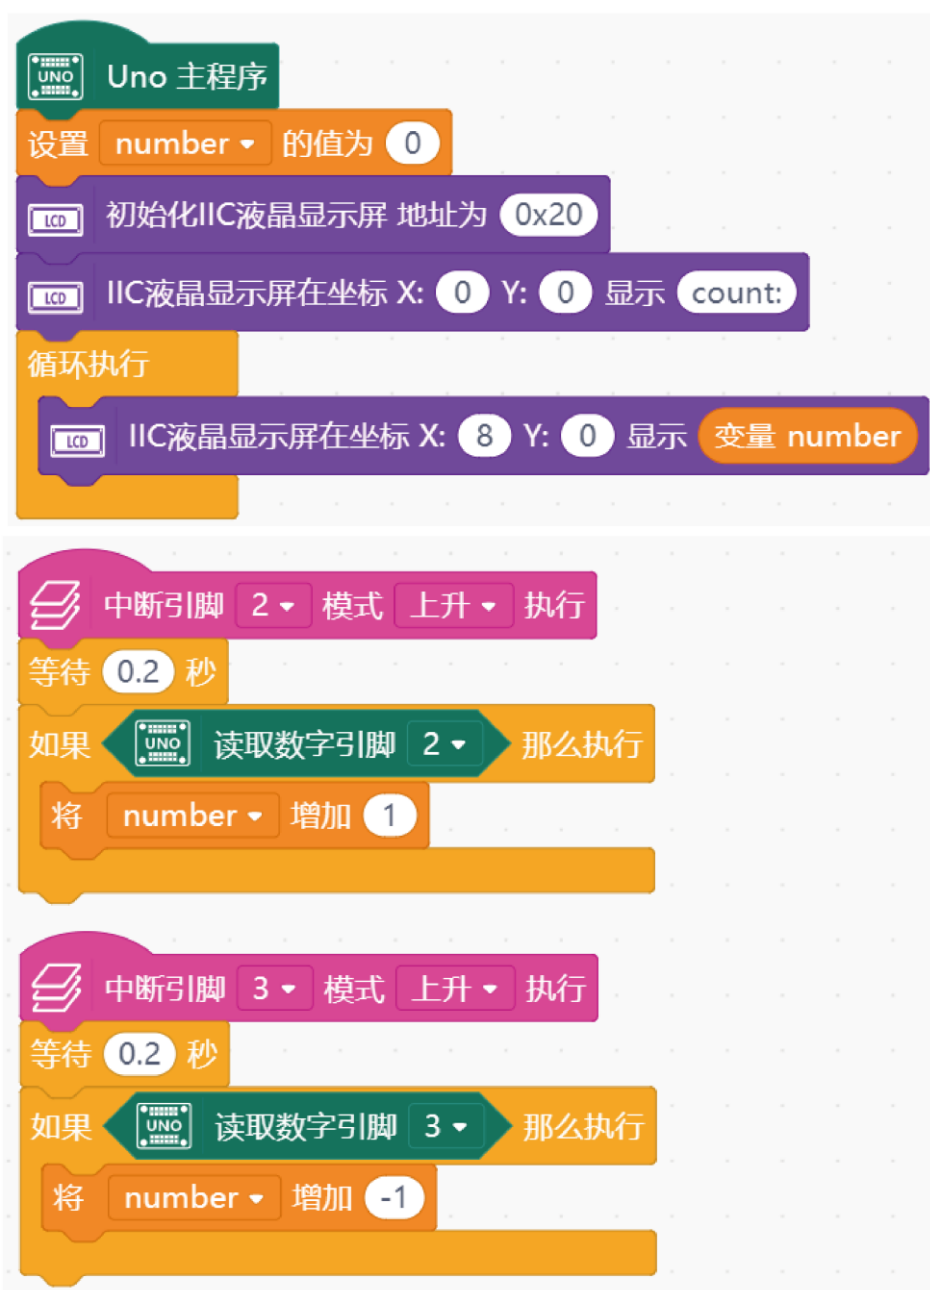 UNO Uno 主程序
设置 number 的值为 0
LCD 初始化IIC液晶显示屏 地址为 0x20
LCD IIC液晶显示屏在坐标 X: 0 Y: 0 显示 count:
循环执行
LCD IIC液晶显示屏在坐标 X: 8 Y: 0 显示 变量 number
中断引脚 2 模式 上升 执行
等待 0.2 秒
如果 UNO 读取数字引脚 2 那么执行
将 number 增加 1
中断引脚 3 模式 上升 执行
等待 0.2 秒
如果 UNO 读取数字引脚 3 那么执行
将 number 增加 -1